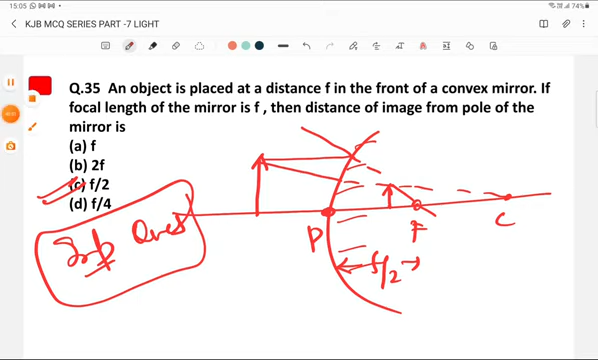 15:05
74%
KJB MCQ SERIES PART -7 LIGHT
Q.35 An object is placed at a distance f in the front of a convex mirror. If
focal length of the mirror is f , then distance of image from pole of the
mirror is
(a) f
(b) 2f
(c) f/2
(d) f/4
Imp Ques
P
F
C
f/2